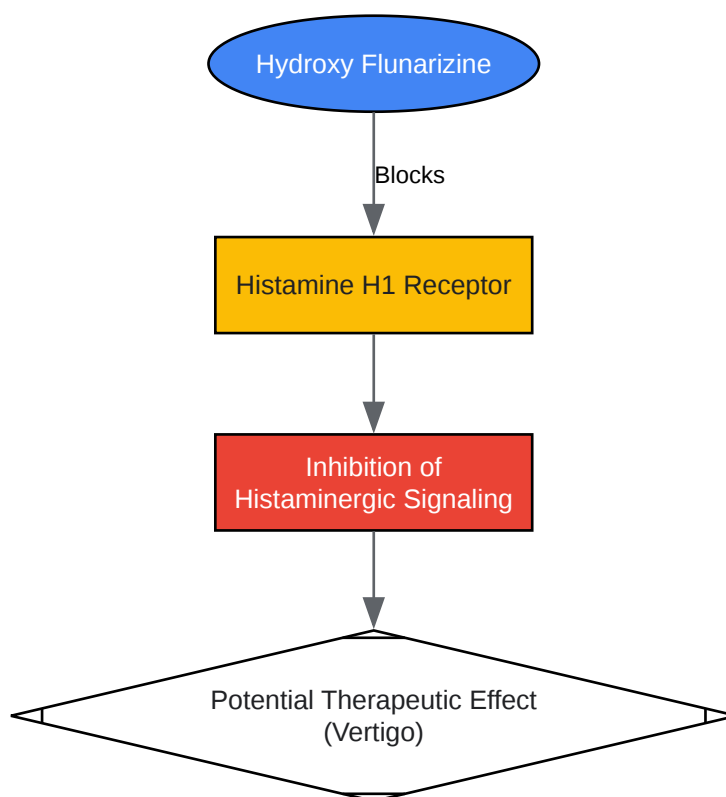 Hydroxy Flunarizine
Blocks
Histamine H1 Receptor
Inhibition of
Histaminergic Signaling
Potential Therapeutic Effect
(Vertigo)